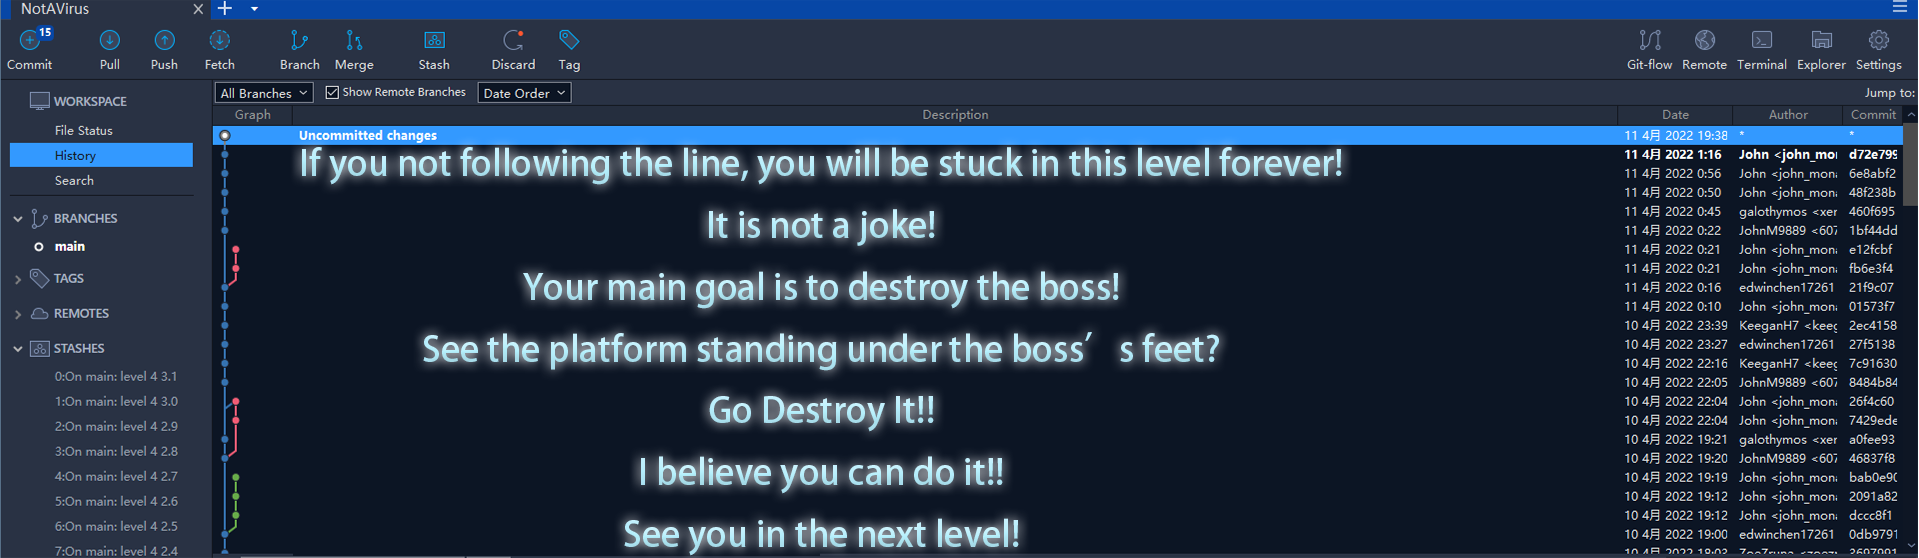 NotAVirus
Commit 15
Pull
Push
Fetch
Branch
Merge
Stash
Discard
Tag
Git-flow
Remote
Terminal
Explorer
Settings
WORKSPACE
File Status
History
Search
BRANCHES
main
TAGS
REMOTES
STASHES
0:On main: level 4 3.1
1:On main: level 4 3.0
2:On main: level 4 2.9
3:On main: level 4 2.8
4:On main: level 4 2.7
5:On main: level 4 2.6
6:On main: level 4 2.5
7:On main: level 4 2.4
All Branches
Show Remote Branches
Date Order
Jump to:
Graph Description Date Author Commit
Uncommitted changes 11 4月 2022 19:38 * *
If you not following the line, you will be stuck in this level forever!
It is not a joke!
Your main goal is to destroy the boss!
See the platform standing under the boss’s feet?
Go Destroy It!!
I believe you can do it!!
See you in the next level!
11 4月 2022 1:16 John <john_mona d72e799
11 4月 2022 0:56 John <john_mona 6e8abf2
11 4月 2022 0:50 John <john_mona 48f238b
11 4月 2022 0:45 galothymos <xer 460f695
11 4月 2022 0:22 JohnM9889 <607 1bf44dd
11 4月 2022 0:21 John <john_mona e12fcbf
11 4月 2022 0:21 John <john_mona fb6e3f4
11 4月 2022 0:16 edwinchen17261 21f9c07
11 4月 2022 0:10 John <john_mona 01573f7
10 4月 2022 23:39 KeeganH7 <keeg 2ec4158
10 4月 2022 23:27 edwinchen17261 27f5138
10 4月 2022 22:16 KeeganH7 <keeg 7c91630
10 4月 2022 22:05 JohnM9889 <607 8484b84
10 4月 2022 22:04 John <john_mona 26f4c60
10 4月 2022 22:04 John <john_mona 7429ede
10 4月 2022 19:21 galothymos <xer a0fee93
10 4月 2022 19:20 JohnM9889 <607 46837f8
10 4月 2022 19:19 John <john_mona bab0e90
10 4月 2022 19:12 John <john_mona 2091a82
10 4月 2022 19:12 John <john_mona dccc8f1
10 4月 2022 19:00 edwinchen17261 0db9791